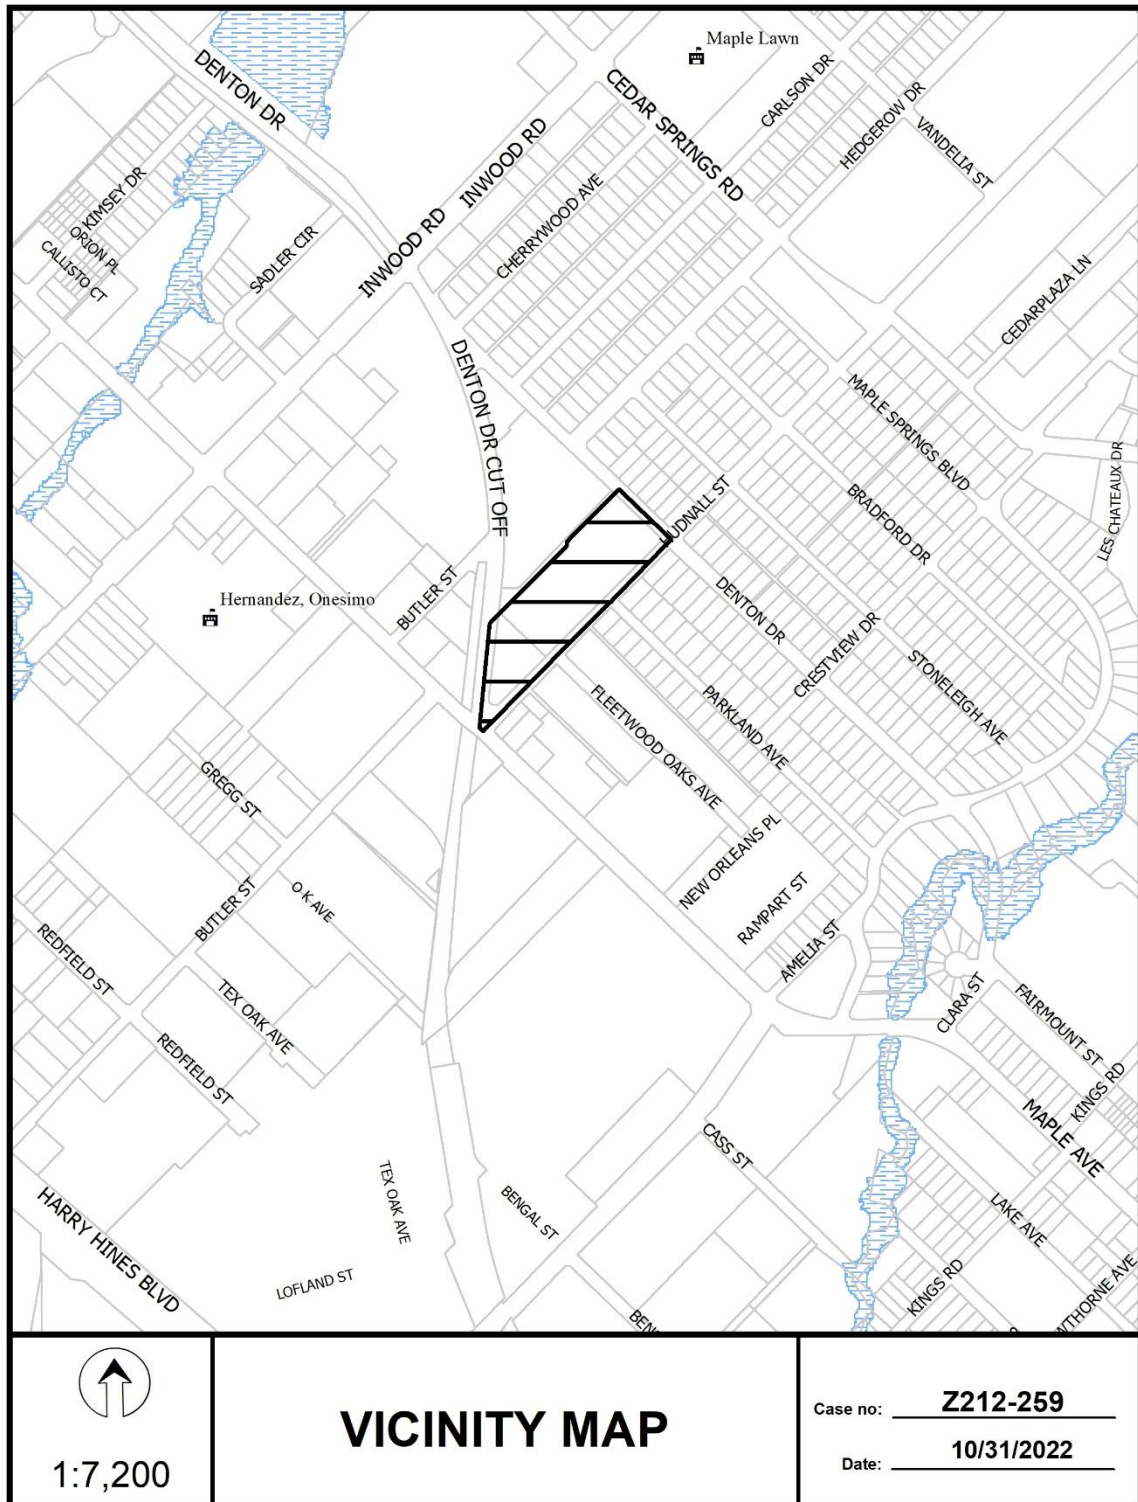 Maple Lawn
DENTON DR
CEDAR SPRINGS RD
CARLSON DR
HEDGEROW DR
VANDELIA ST
KIMSEY DR
ORION PL
CALLISTO CT
SADLER CIR
INWOOD RD
INWOOD RD
CHERRYWOOD AVE
CEDARPLAZA LN
DENTON DR CUT OFF
MAPLE SPRINGS BLVD
LES CHATEAUX DR
HUDNALL ST
BRADFORD DR
BUTLER ST
Hernandez, Onesimo
DENTON DR
CRESTVIEW DR
STONELEIGH AVE
FLEETWOOD OAKS AVE
PARKLAND AVE
GREGG ST
NEW ORLEANS PL
RAMPART ST
AMELIA ST
BUTLER ST
O K AVE
REDFIELD ST
TEX OAK AVE
REDFIELD ST
CLARA ST
FAIRMOUNT ST
KINGS RD
MAPLE AVE
CASS ST
TEX OAK AVE
BENGAL ST
LAKE AVE
HARRY HINES BLVD
LOFLAND ST
KINGS RD
WTHORNE AVE
BEN
1:7,200
VICINITY MAP
Case no: Z212-259
Date: 10/31/2022